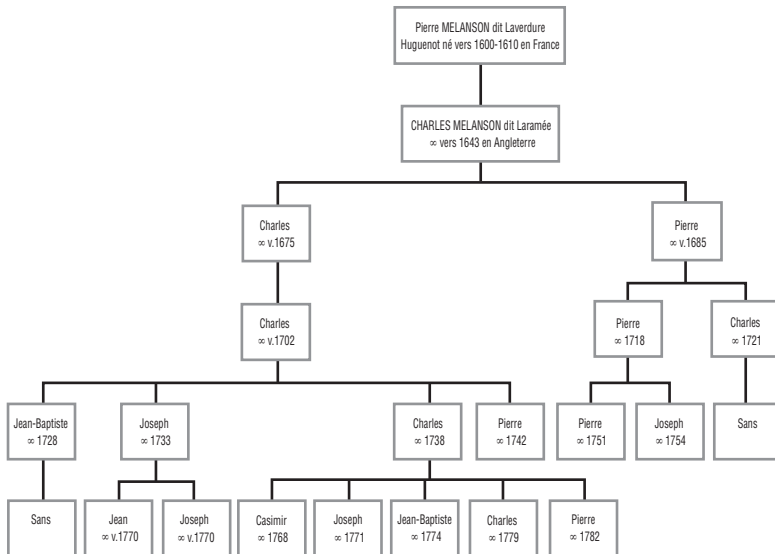 Pierre MELANSON dit Laverdure
Huguenot né vers 1600-1610 en France
CHARLES MELANSON dit Laramée
∞ vers 1643 en Angleterre
Charles
∞ v.1675
Pierre
∞ v.1685
Charles
∞ v.1702
Pierre
∞ 1718
Charles
∞ 1721
Jean-Baptiste
∞ 1728
Joseph
∞ 1733
Charles
∞ 1738
Pierre
∞ 1742
Pierre
∞ 1751
Joseph
∞ 1754
Sans
Sans
Jean
∞ v.1770
Joseph
∞ v.1770
Casimir
∞ 1768
Joseph
∞ 1771
Jean-Baptiste
∞ 1774
Charles
∞ 1779
Pierre
∞ 1782